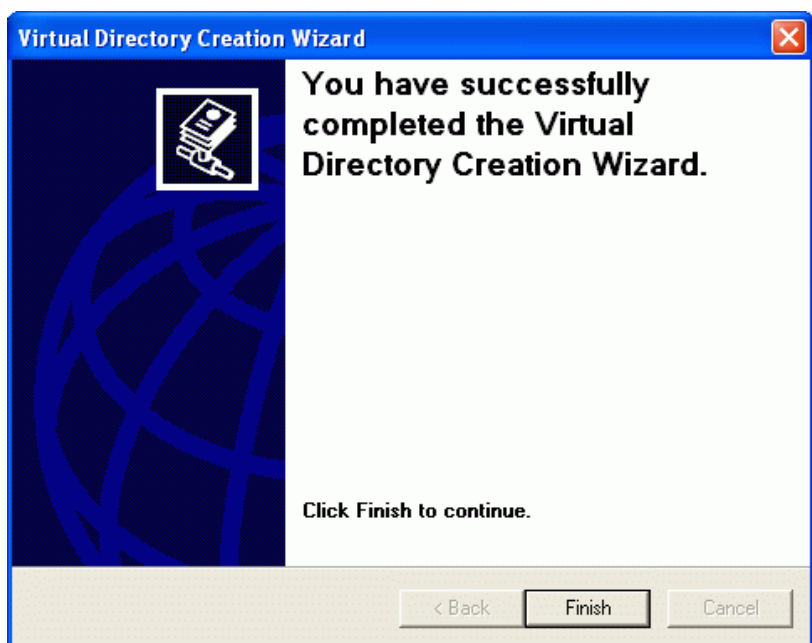 Virtual Directory Creation Wizard
You have successfully
completed the Virtual
Directory Creation Wizard.
Click Finish to continue.
< Back
Finish
Cancel